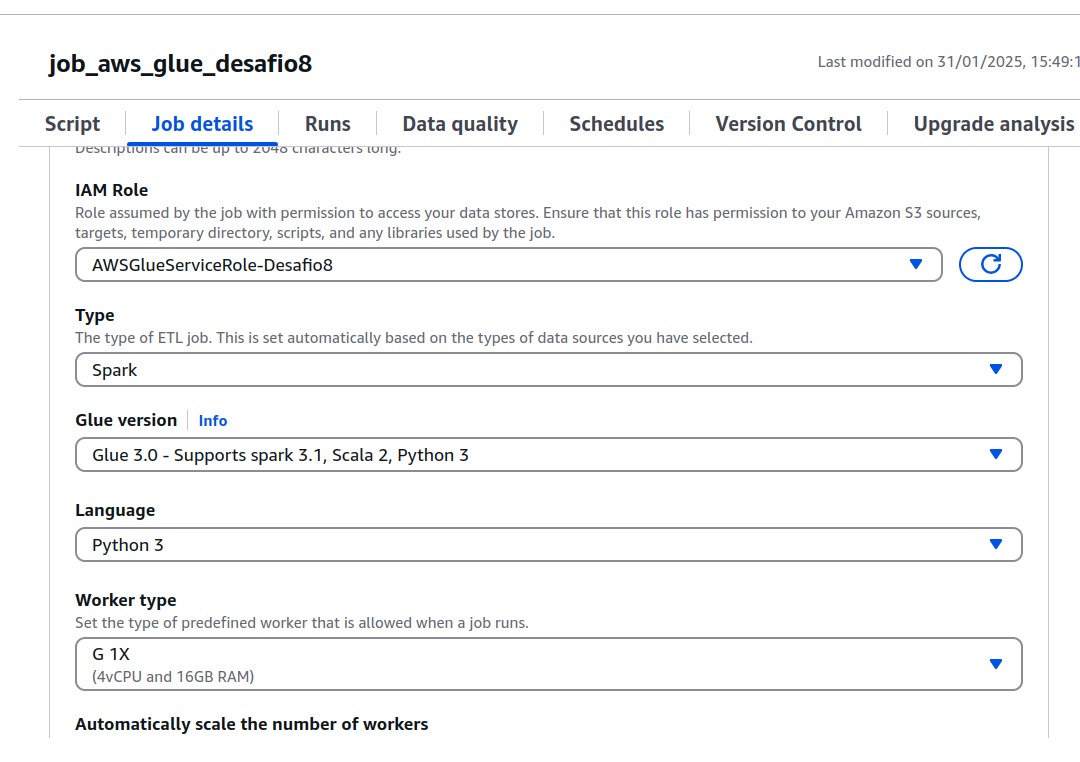 job_aws_glue_desafio8
Last modified on 31/01/2025, 15:49:1
Script Job details Runs Data quality Schedules Version Control Upgrade analysis
Descriptions can be up to 2048 characters long.
IAM Role
Role assumed by the job with permission to access your data stores. Ensure that this role has permission to your Amazon S3 sources,
targets, temporary directory, scripts, and any libraries used by the job.
AWSGlueServiceRole-Desafio8
Type
The type of ETL job. This is set automatically based on the types of data sources you have selected.
Spark
Glue version Info
Glue 3.0 - Supports spark 3.1, Scala 2, Python 3
Language
Python 3
Worker type
Set the type of predefined worker that is allowed when a job runs.
G 1X
(4vCPU and 16GB RAM)
Automatically scale the number of workers